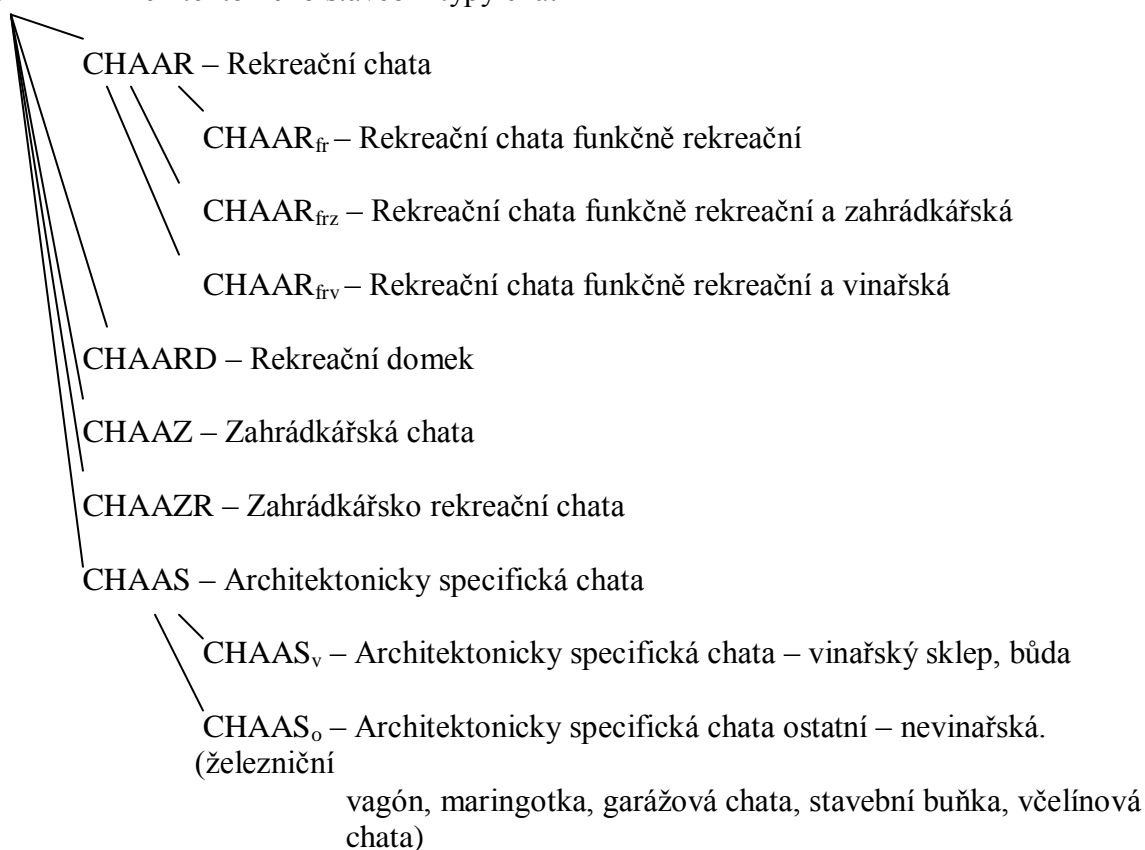 CHAAR – Rekreační chata
CHAARfr – Rekreační chata funkčně rekreační
CHAARfrz – Rekreační chata funkčně rekreační a zahrádkářská
CHAARfrv – Rekreační chata funkčně rekreační a vinařská
CHAARD – Rekreační domek
CHAAZ – Zahrádkářská chata
CHAAZR – Zahrádkářsko rekreační chata
CHAAS – Architektonicky specifická chata
CHAASv – Architektonicky specifická chata – vinařský sklep, bůda
CHAASo – Architektonicky specifická chata ostatní – nevinařská.
(železniční
vagón, maringotka, garážová chata, stavební buňka, včelínová
chata)